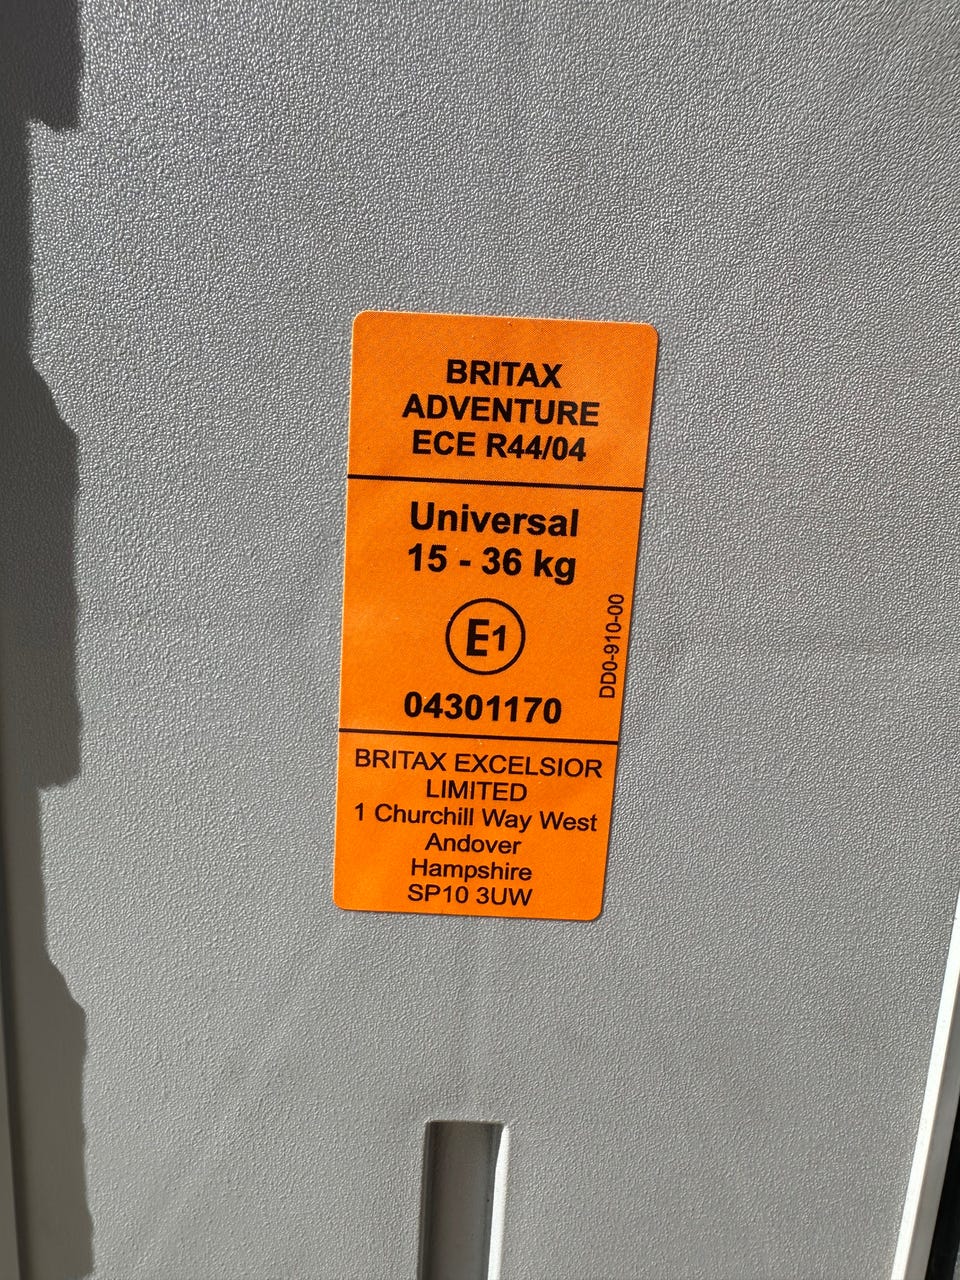 BRITAX
ADVENTURE
ECE R44/04
Universal
15 - 36 kg
E1
04301170
DD0-910-00
BRITAX EXCELSIOR
LIMITED
1 Churchill Way West
Andover
Hampshire
SP10 3UW